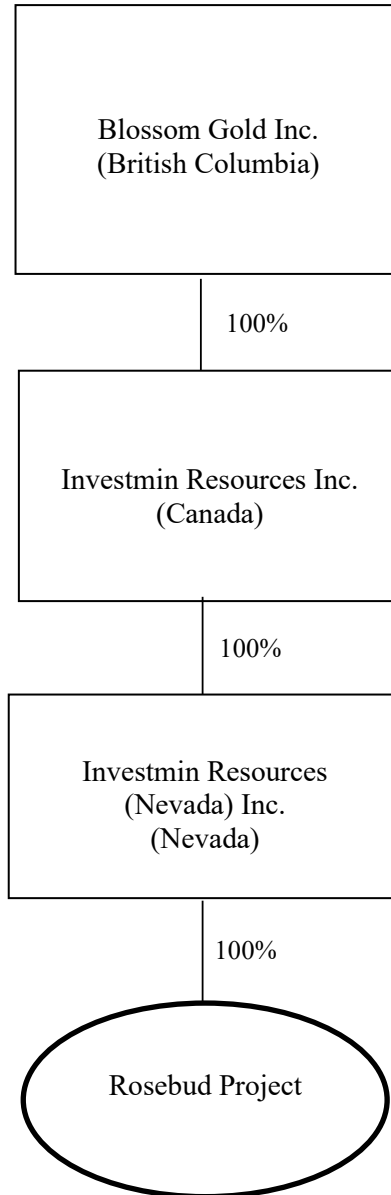 Blossom Gold Inc.
(British Columbia)
100%
Investmin Resources Inc.
(Canada)
100%
Investmin Resources
(Nevada) Inc.
(Nevada)
100%
Rosebud Project